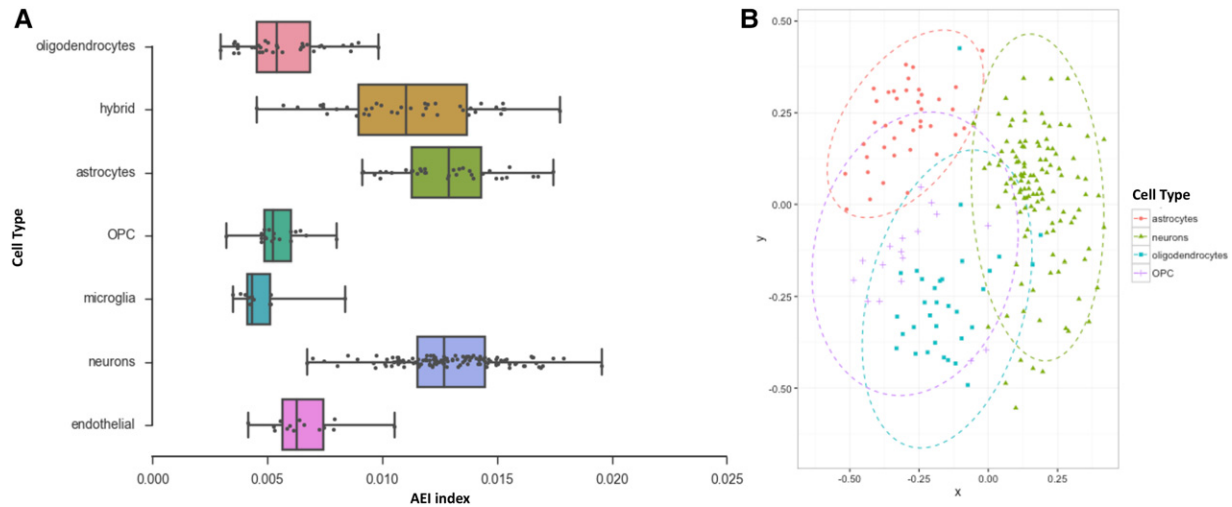 A
Cell Type
oligodendrocytes
hybrid
astrocytes
OPC
microglia
neurons
endothelial
0.000 0.005 0.010 0.015 0.020 0.025
AEI index
B
y
0.50
0.25
0.00
-0.25
-0.50
-0.50 -0.25 0.00 0.25
x
Cell Type
astrocytes
neurons
oligodendrocytes
OPC